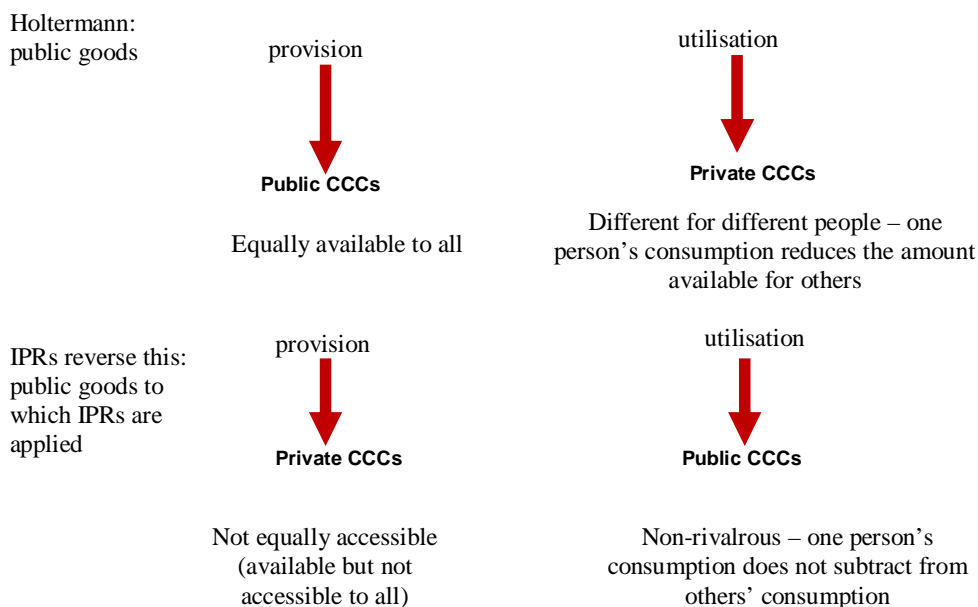 Holtermann:
public goods
provision
utilisation
Public CCCs
Private CCCs
Equally available to all
Different for different people – one
person’s consumption reduces the amount
available for others
IPRs reverse this:
public goods to
which IPRs are
applied
provision
utilisation
Private CCCs
Public CCCs
Not equally accessible
(available but not
accessible to all)
Non-rivalrous – one person’s
consumption does not subtract from
others’ consumption